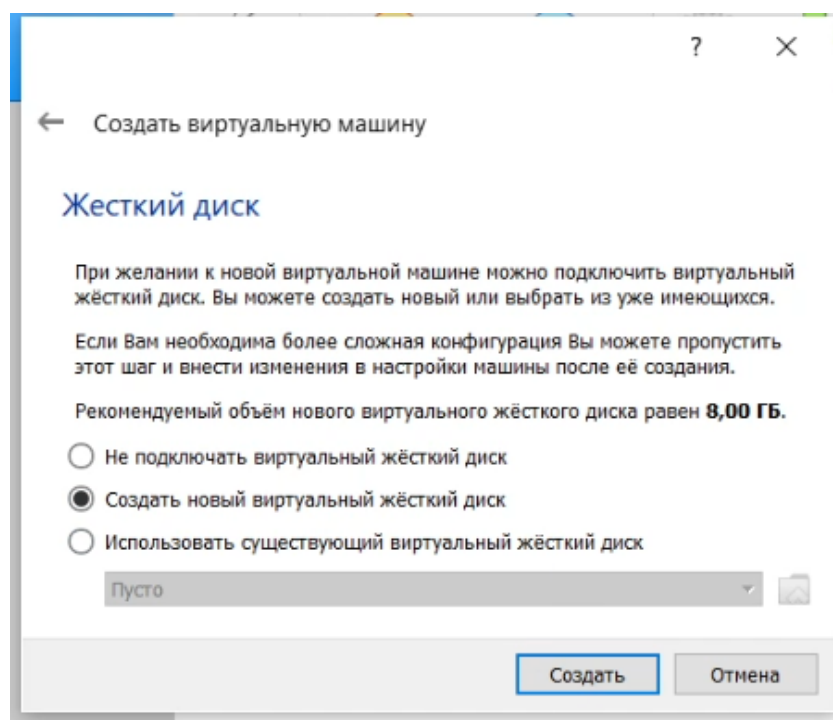 ?
Создать виртуальную машину
Жесткий диск
При желании к новой виртуальной машине можно подключить виртуальный
жёсткий диск. Вы можете создать новый или выбрать из уже имеющихся.
Если Вам необходима более сложная конфигурация Вы можете пропустить
этот шаг и внести изменения в настройки машины после её создания.
Рекомендуемый объём нового виртуального жёсткого диска равен 8,00 ГБ.
Не подключать виртуальный жёсткий диск
Создать новый виртуальный жёсткий диск
Использовать существующий виртуальный жёсткий диск
Пусто
Создать Отмена